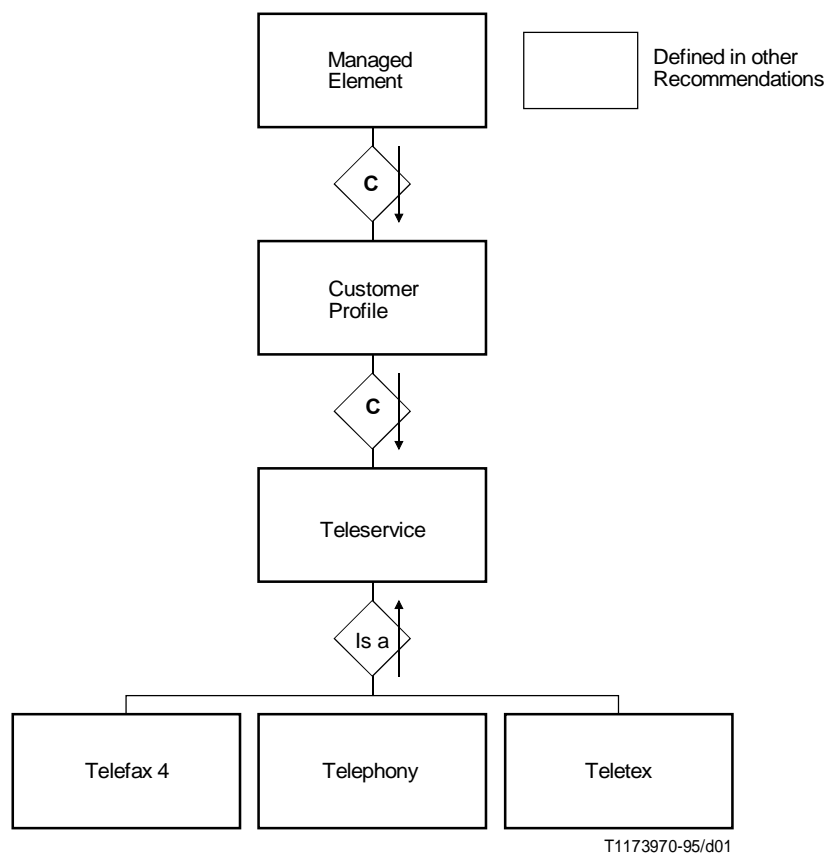 Managed
Element
Defined in other
Recommendations
C
Customer
Profile
C
Teleservice
Is a
Telefax 4
Telephony
Teletex
T1173970-95/d01